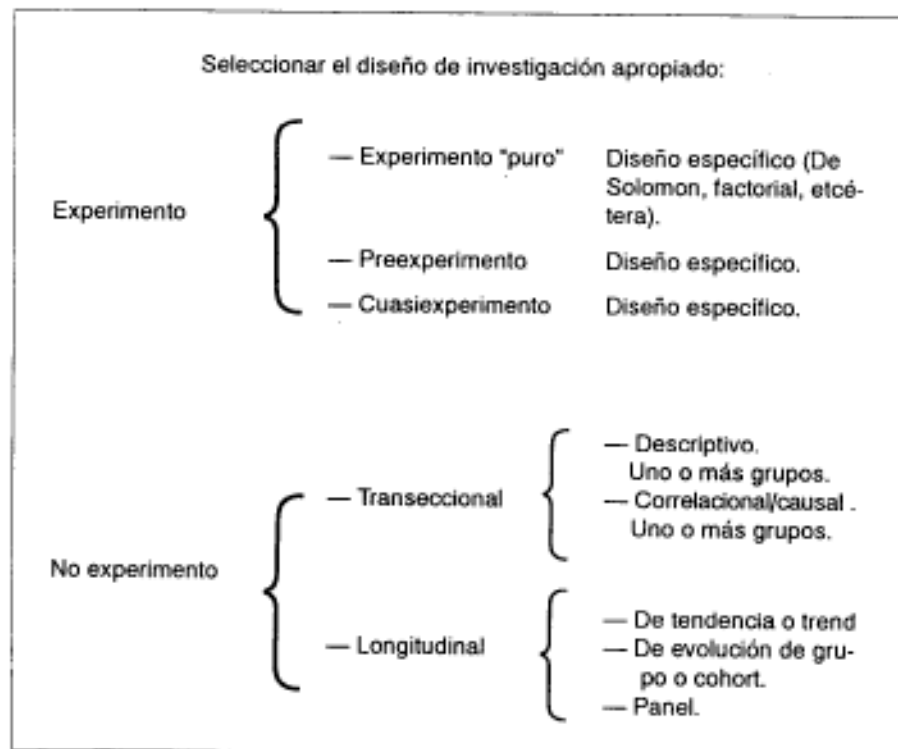 Seleccionar el diseño de investigación apropiado:
Experimento
— Experimento "puro" Diseño específico (De
Solomon, factorial, etcé-
tera).
— Preexperimento Diseño específico.
— Cuasiexperimento Diseño específico.
No experimento
— Transeccional
— Descriptivo.
Uno o más grupos.
— Correlacional/causal .
Uno o más grupos.
— Longitudinal
— De tendencia o trend
— De evolución de gru-
po o cohort.
— Panel.